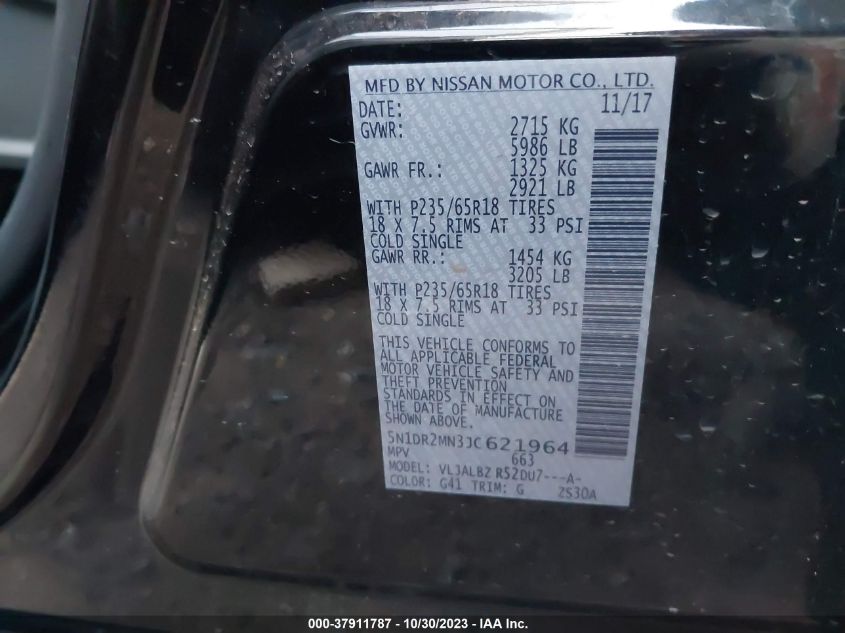 MFD BY NISSAN MOTOR CO., LTD.
DATE: 11/17
GVWR: 2715 KG
5986 LB
GAWR FR.: 1325 KG
2921 LB
WITH P235/65R18 TIRES
18 X 7.5 RIMS AT 33 PSI
COLD SINGLE
GAWR RR.: 1454 KG
3205 LB
WITH P235/65R18 TIRES
18 X 7.5 RIMS AT 33 PSI
COLD SINGLE
THIS VEHICLE CONFORMS TO
ALL APPLICABLE FEDERAL
MOTOR VEHICLE SAFETY AND
THEFT PREVENTION
STANDARDS IN EFFECT ON
THE DATE OF MANUFACTURE
SHOWN ABOVE.
5N1DR2MN3JC621964
MPV 663
MODEL: VLJALBZ R52DU7---A-
COLOR: G41 TRIM: G 2S30A
000-37911787 - 10/30/2023 - IAA Inc.